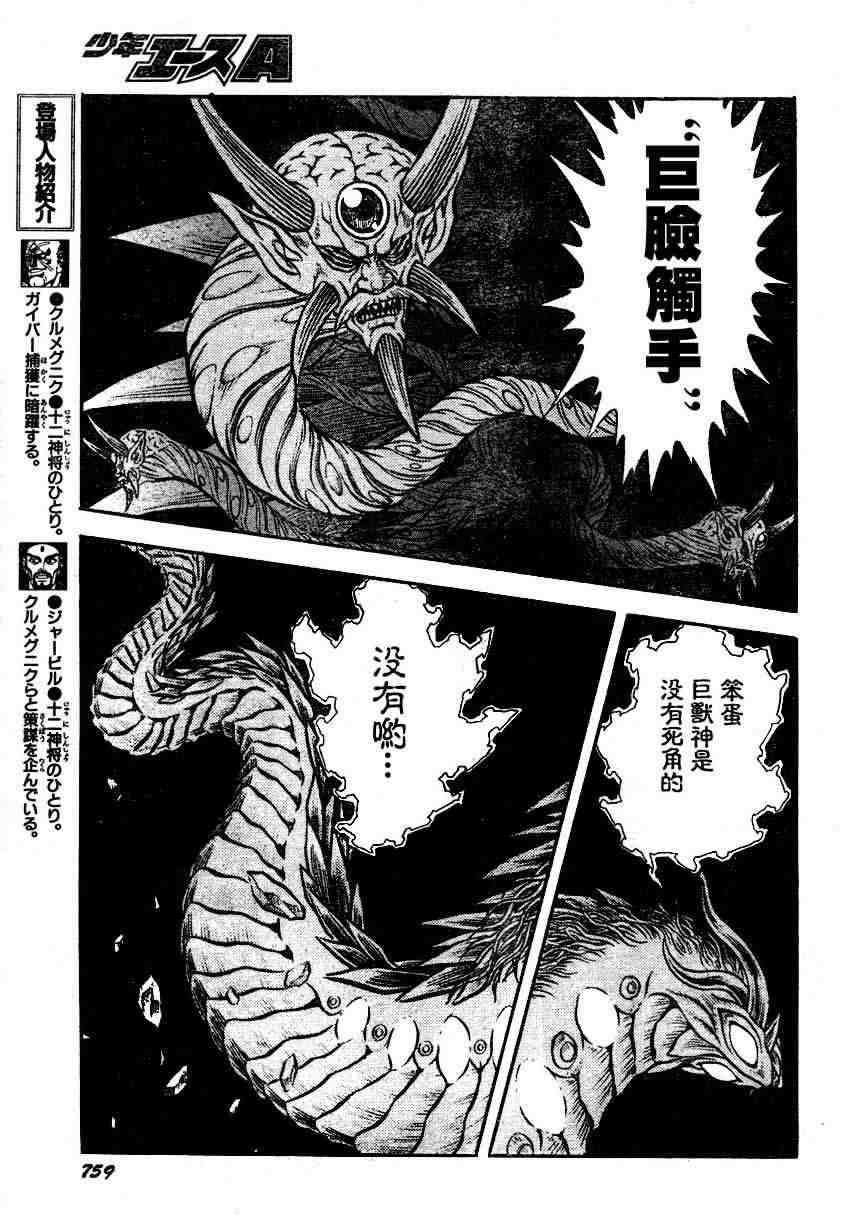 少年エースA
“巨臉觸手”
笨蛋
巨獸神是
没有死角的
没有喲…
登場人物紹介
●クルメグニク●十二神将のひとり。
ガイバー捕獲に暗躍する。
●ジャービル●十二神将のひとり。
クルメグニクらと策謀を企んでいる。
759